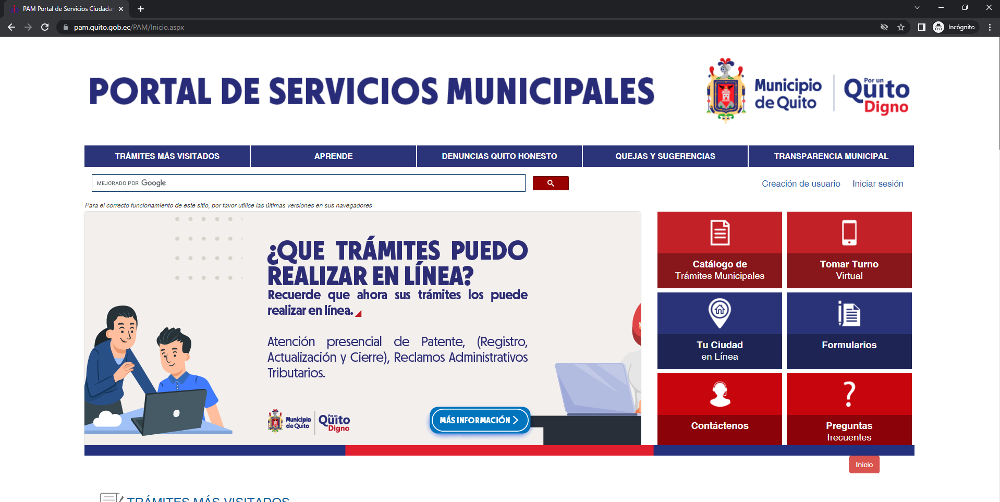 PAM Portal de Servicios Ciudadan
pam.quito.gob.ec/PAM/Inicio.aspx
Incógnito
PORTAL DE SERVICIOS MUNICIPALES
Municipio
de Quito
Por un
Quito
Digno
TRÁMITES MÁS VISITADOS
APRENDE
DENUNCIAS QUITO HONESTO
QUEJAS Y SUGERENCIAS
TRANSPARENCIA MUNICIPAL
MEJORADO POR Google
Creación de usuario
Iniciar sesión
Para el correcto funcionamiento de este sitio, por favor utilice las últimas versiones en sus navegadores
¿QUE TRÁMITES PUEDO
REALIZAR EN LÍNEA?
Recuerde que ahora sus trámites los puede
realizar en línea.
Atención presencial de Patente, (Registro,
Actualización y Cierre), Reclamos Administrativos
Tributarios.
Municipio
de Quito
Por un
Quito
Digno
MÁS INFORMACIÓN
Catálogo de
Trámites Municipales
Tomar Turno
Virtual
Tu Ciudad
en Línea
Formularios
Contáctenos
Preguntas
frecuentes
Inicio
TRÁMITES MÁS VISITADOS